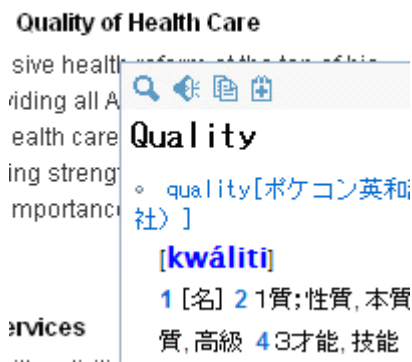 Quality of Health Care
sive health
viding all A
ealth care
ing streng
mportance
ervices
Quality
quality[ポケコン英和
社）]
[kwáliti]
1 [名] 2 1質;性質,本質
質,高級 4 3才能,技能